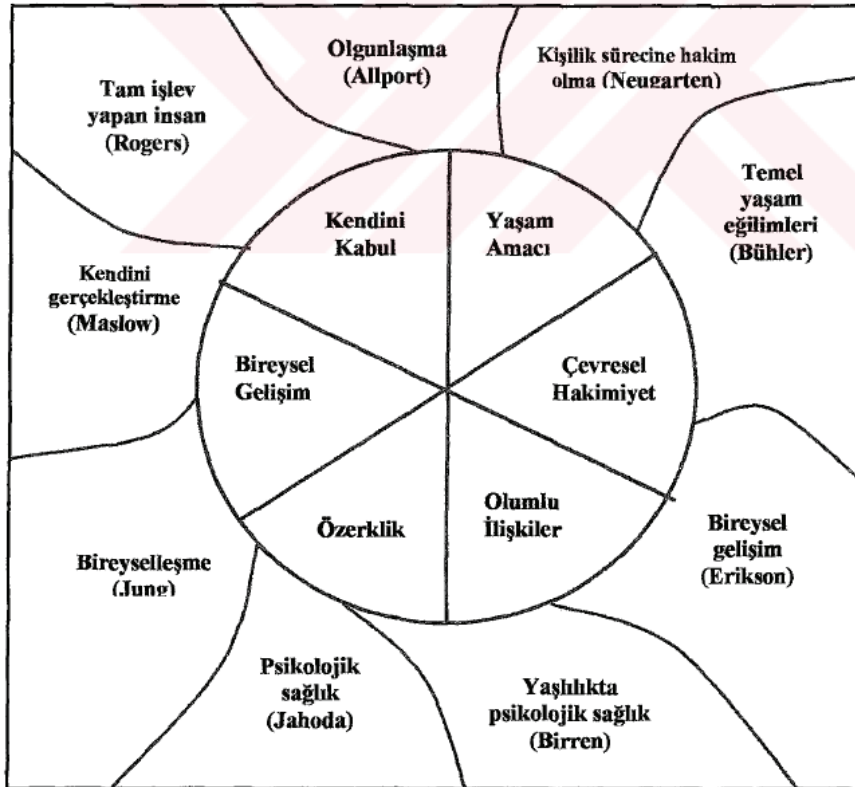 Olgunlaşma
(Allport)
Kişilik sürecine hakim
olma (Neugarten)
Tam işlev
yapan insan
(Rogers)
Temel
yaşam
eğilimleri
(Bühler)
Kendini
Kabul
Yaşam
Amacı
Kendini
gerçekleştirme
(Maslow)
Bireysel
Gelişim
Çevresel
Hakimiyet
Özerklik
Olumlu
İlişkiler
Bireysel
gelişim
(Erikson)
Bireyselleşme
(Jung)
Psikolojik
sağlık
(Jahoda)
Yaşlılıkta
psikolojik sağlık
(Birren)